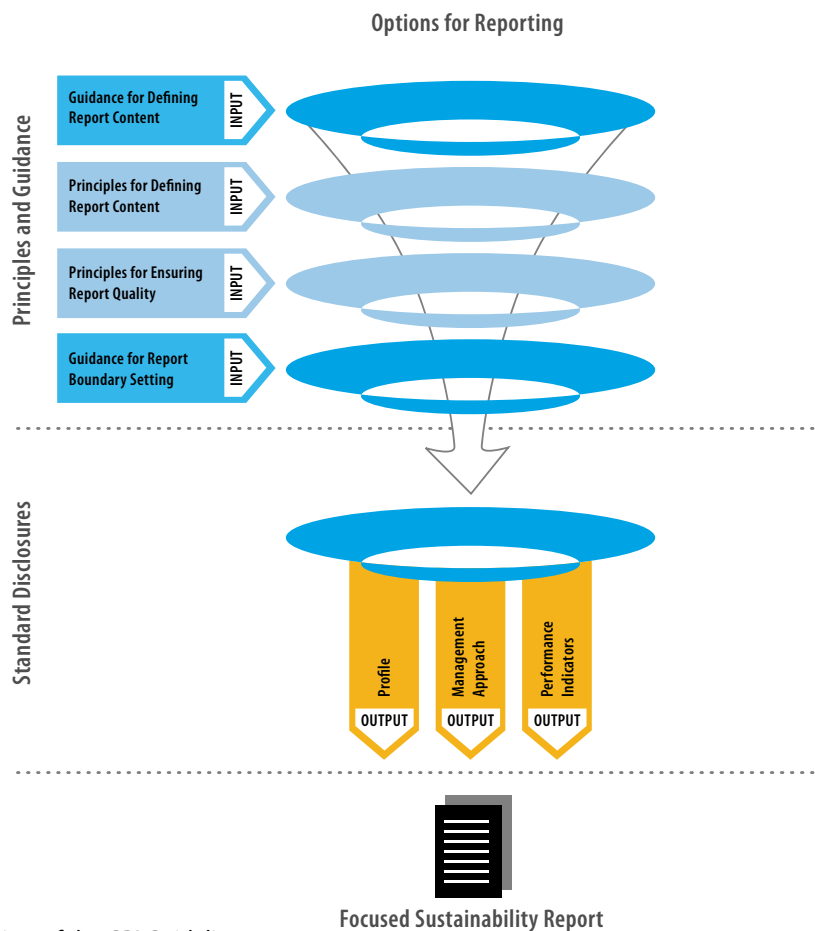 Options for Reporting
Principles and Guidance
Guidance for Defining
Report Content
INPUT
Principles for Defining
Report Content
INPUT
Principles for Ensuring
Report Quality
INPUT
Guidance for Report
Boundary Setting
INPUT
Standard Disclosures
Profile
OUTPUT
Management
Approach
OUTPUT
Performance
Indicators
OUTPUT
Focused Sustainability Report